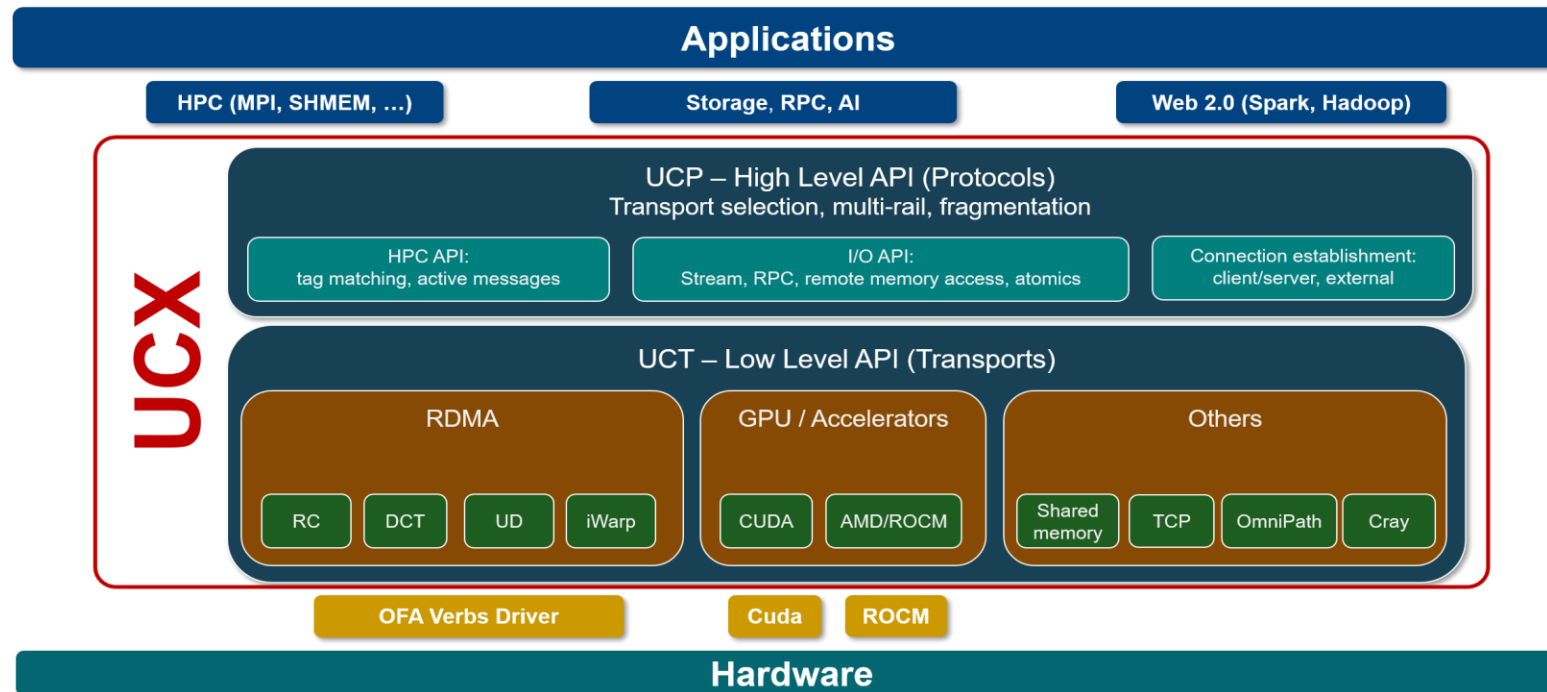 Applications
HPC (MPI, SHMEM, …)
Storage, RPC, AI
Web 2.0 (Spark, Hadoop)
UCX
UCP – High Level API (Protocols)
Transport selection, multi-rail, fragmentation
HPC API:
tag matching, active messages
I/O API:
Stream, RPC, remote memory access, atomics
Connection establishment:
client/server, external
UCT – Low Level API (Transports)
RDMA
RC
DCT
UD
iWarp
GPU / Accelerators
CUDA
AMD/ROCM
Others
Shared
memory
TCP
OmniPath
Cray
OFA Verbs Driver
Cuda
ROCM
Hardware